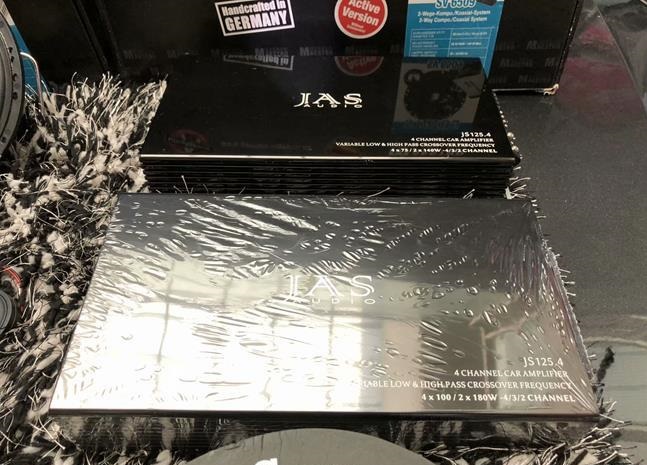 Handcrafted in
GERMANY
Active
Version
SV 6509
2-Wege-Kompo/Koaxial-System
2-Way Compo/Coaxial System
JAS
AUDIO
JS125.4
4 CHANNEL CAR AMPLIFIER
VARIABLE LOW & HIGH PASS CROSSOVER FREQUENCY
4 x 75 / 2 x 140W -4/3/2 CHANNEL
JAS
AUDIO
JS125.4
4 CHANNEL CAR AMPLIFIER
VARIABLE LOW & HIGH PASS CROSSOVER FREQUENCY
4 x 100 / 2 x 180W -4/3/2 CHANNEL